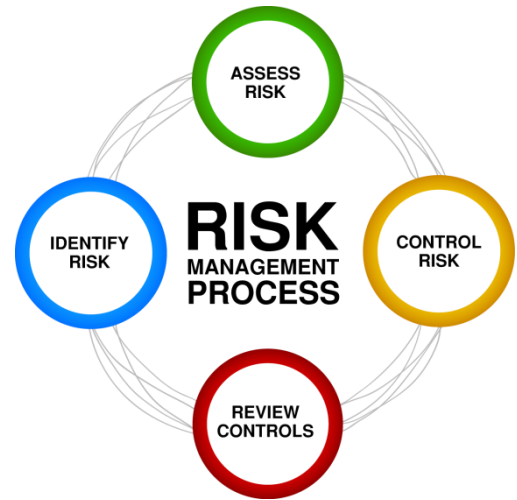 ASSESS
RISK
IDENTIFY
RISK
RISK
MANAGEMENT
PROCESS
CONTROL
RISK
REVIEW
CONTROLS